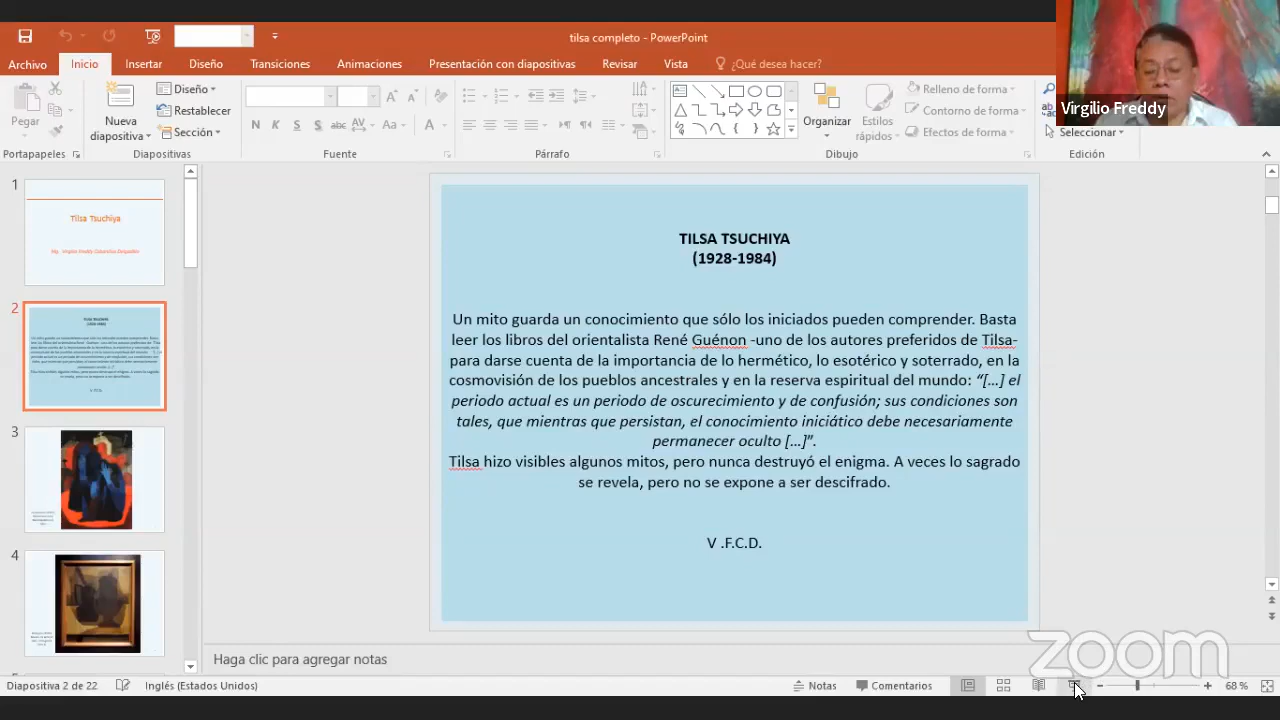 tilsa completo - PowerPoint
Archivo Inicio Insertar Diseño Transiciones Animaciones Presentación con diapositivas Revisar Vista ¿Qué desea hacer?
Pegar
Nueva diapositiva
Diseño
Restablecer
Sección
N K S S abc AV Aa A
Organizar
Estilos rápidos
Relleno de forma
Contorno de forma
Efectos de forma
Seleccionar
Portapapeles Diapositivas Fuente Párrafo Dibujo Edición
Virgilio Freddy
1
Tilsa Tsuchiya
2
3
4
TILSA TSUCHIYA
(1928-1984)
Un mito guarda un conocimiento que sólo los iniciados pueden comprender. Basta
leer los libros del orientalista René Guénon -uno de los autores preferidos de Tilsa-
para darse cuenta de la importancia de lo hermético, lo esotérico y soterrado, en la
cosmovisión de los pueblos ancestrales y en la reserva espiritual del mundo: “[…] el
periodo actual es un periodo de oscurecimiento y de confusión; sus condiciones son
tales, que mientras que persistan, el conocimiento iniciático debe necesariamente
permanecer oculto […]”.
Tilsa hizo visibles algunos mitos, pero nunca destruyó el enigma. A veces lo sagrado
se revela, pero no se expone a ser descifrado.
V .F.C.D.
Haga clic para agregar notas
zoom
Diapositiva 2 de 22 Inglés (Estados Unidos) Notas Comentarios 68 %